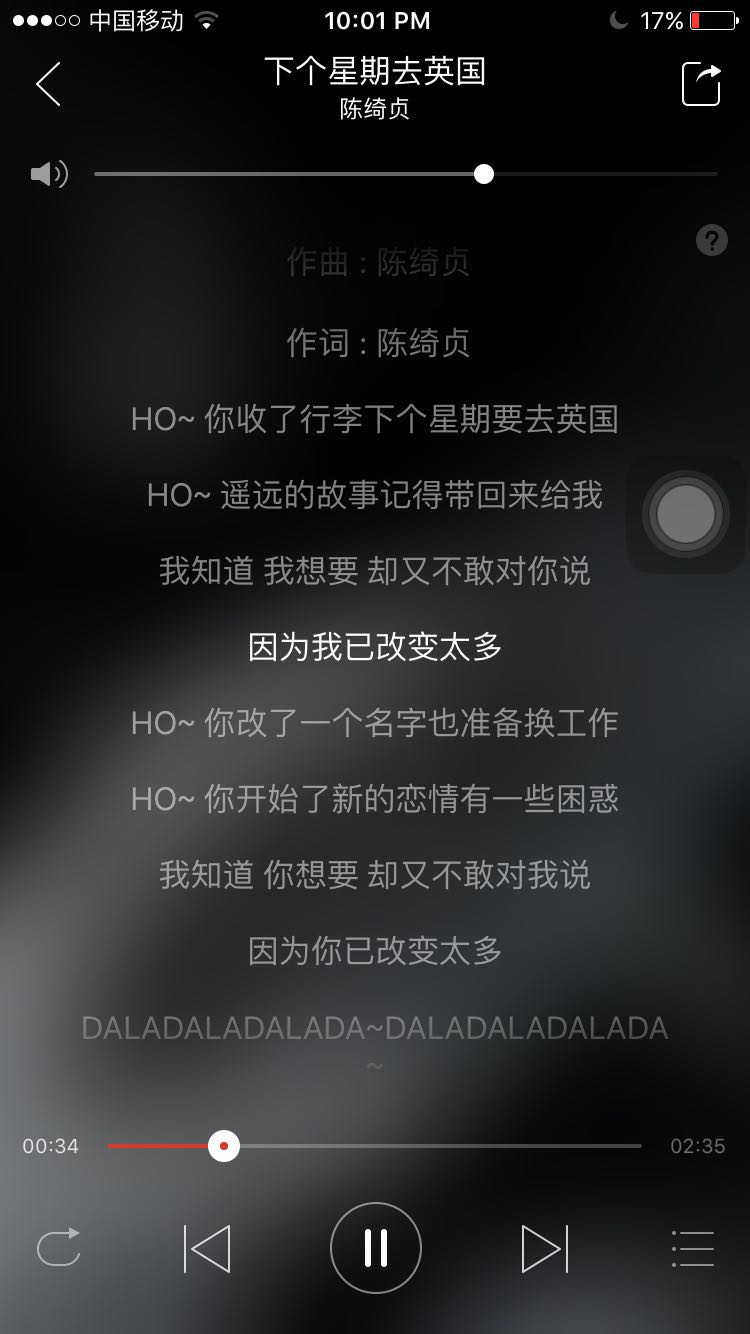 中国移动 10:01 PM 17%
下个星期去英国
陈绮贞
?
作曲 : 陈绮贞
作词 : 陈绮贞
HO~ 你收了行李下个星期要去英国
HO~ 遥远的故事记得带回来给我
我知道 我想要 却又不敢对你说
因为我已改变太多
HO~ 你改了一个名字也准备换工作
HO~ 你开始了新的恋情有一些困惑
我知道 你想要 却又不敢对我说
因为你已改变太多
DALADALADALADA~DALADALADALADA
~
00:34 02:35